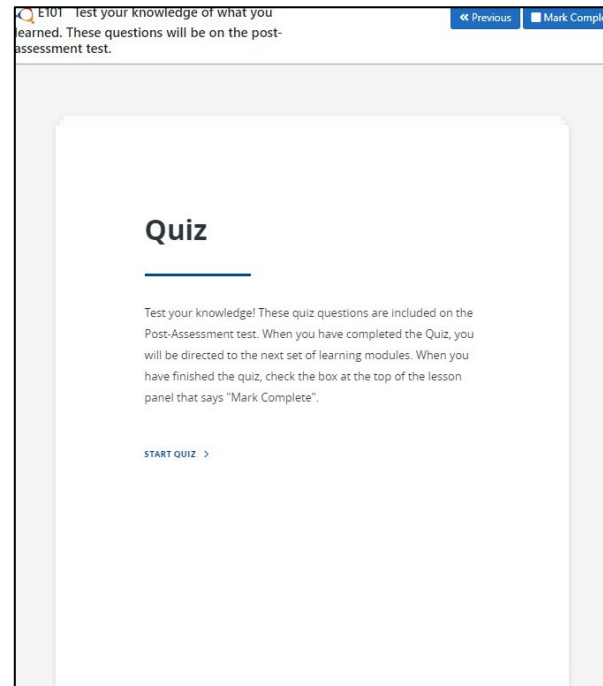 E101 Test your knowledge of what you
learned. These questions will be on the post-
assessment test.
Previous
Mark Comple
Quiz
Test your knowledge! These quiz questions are included on the
Post-Assessment test. When you have completed the Quiz, you
will be directed to the next set of learning modules. When you
have finished the quiz, check the box at the top of the lesson
panel that says "Mark Complete".
START QUIZ